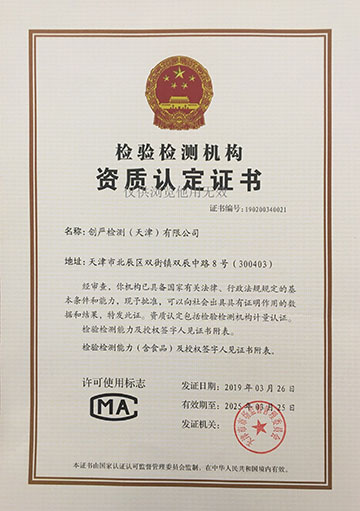 检验检测机构
资质认定证书
仅供浏览他用无效
证书编号：190200340021
名称：创严检测（天津）有限公司
地址：天津市北辰区双街镇双辰中路8号（300403）
经审查，你机构已具备国家有关法律、行政法规规定的基
本条件和能力，现予批准，可以向社会出具具有证明作用的数
据和结果，特发此证。资质认定包括检验检测机构计量认证。
检验检测能力及授权签字人见证书附表。
检验检测能力（含食品）及授权签字人见证书附表。
许可使用标志
MA
发证日期：2019年03月26日
有效期至：2025年03月25日
发证机关：
本证书由国家认证认可监督管理委员会监制，在中华人民共和国境内有效。